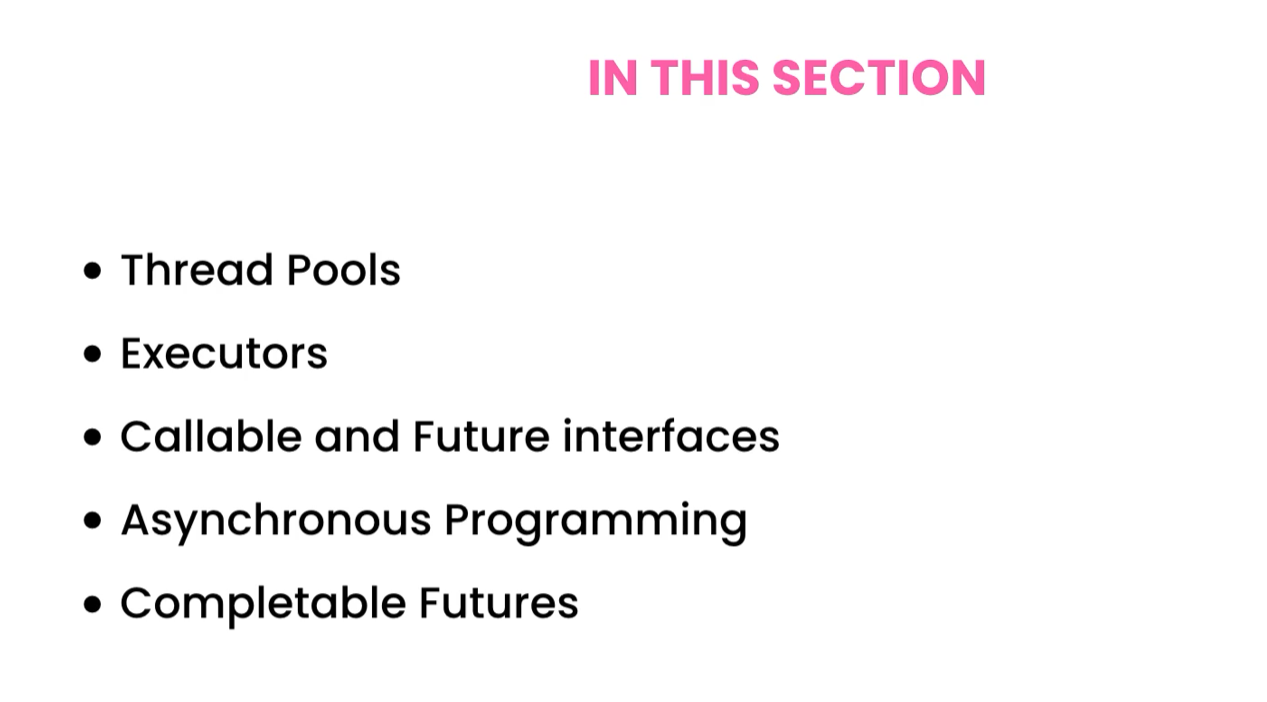 IN THIS SECTION
• Thread Pools
• Executors
• Callable and Future interfaces
• Asynchronous Programming
• Completable Futures